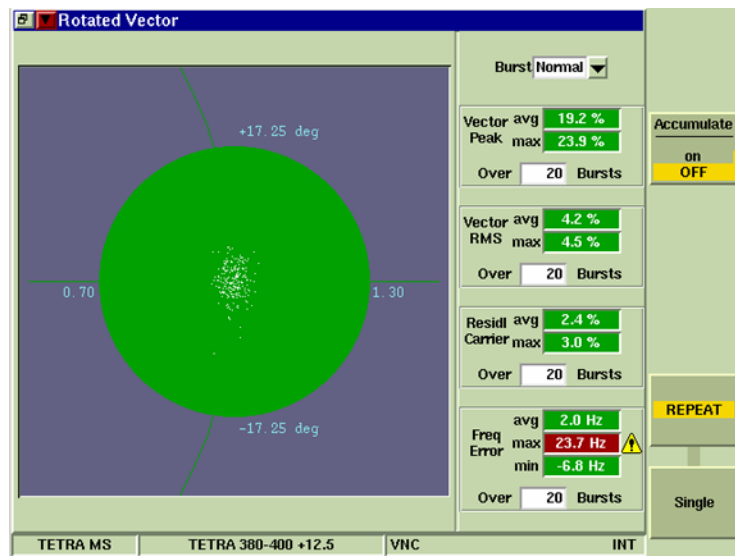 Rotated Vector
Burst Normal
+17.25 deg
0.70
1.30
-17.25 deg
Vector Peak avg 19.2 %
max 23.9 %
Over 20 Bursts
Vector RMS avg 4.2 %
max 4.5 %
Over 20 Bursts
Residl Carrier avg 2.4 %
max 3.0 %
Over 20 Bursts
Freq Error avg 2.0 Hz
max 23.7 Hz
min -6.8 Hz
Over 20 Bursts
Accumulate
on
OFF
REPEAT
Single
TETRA MS
TETRA 380-400 +12.5
VNC
INT